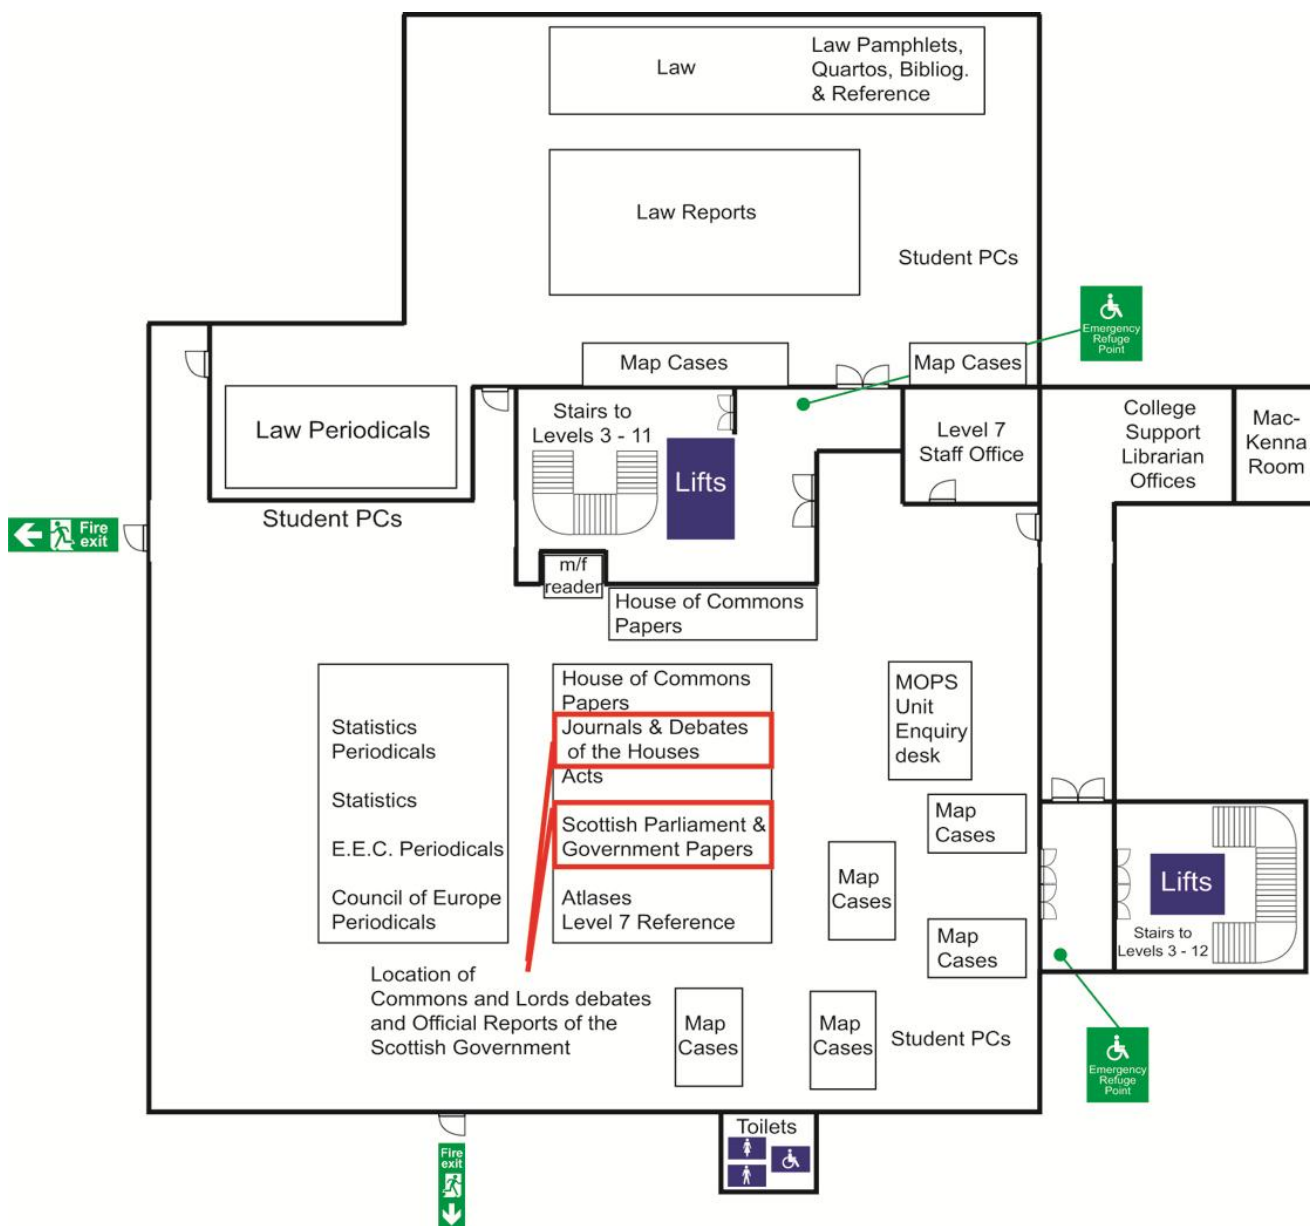 Law
Law Pamphlets,
Quartos, Bibliog.
& Reference
Law Reports
Student PCs
Emergency
Refuge
Point
Map Cases
Map Cases
Law Periodicals
Stairs to
Levels 3 - 11
Lifts
Level 7
Staff Office
College
Support
Librarian
Offices
Mac-
Kenna
Room
Student PCs
Fire
exit
m/f
reader
House of Commons
Papers
Statistics
Periodicals
Statistics
E.E.C. Periodicals
Council of Europe
Periodicals
House of Commons
Papers
Journals & Debates
of the Houses
Acts
Scottish Parliament &
Government Papers
Atlases
Level 7 Reference
MOPS
Unit
Enquiry
desk
Map
Cases
Map
Cases
Map
Cases
Lifts
Stairs to
Levels 3 - 12
Location of
Commons and Lords debates
and Official Reports of the
Scottish Government
Map
Cases
Map
Cases
Student PCs
Emergency
Refuge
Point
Toilets
Fire
exit